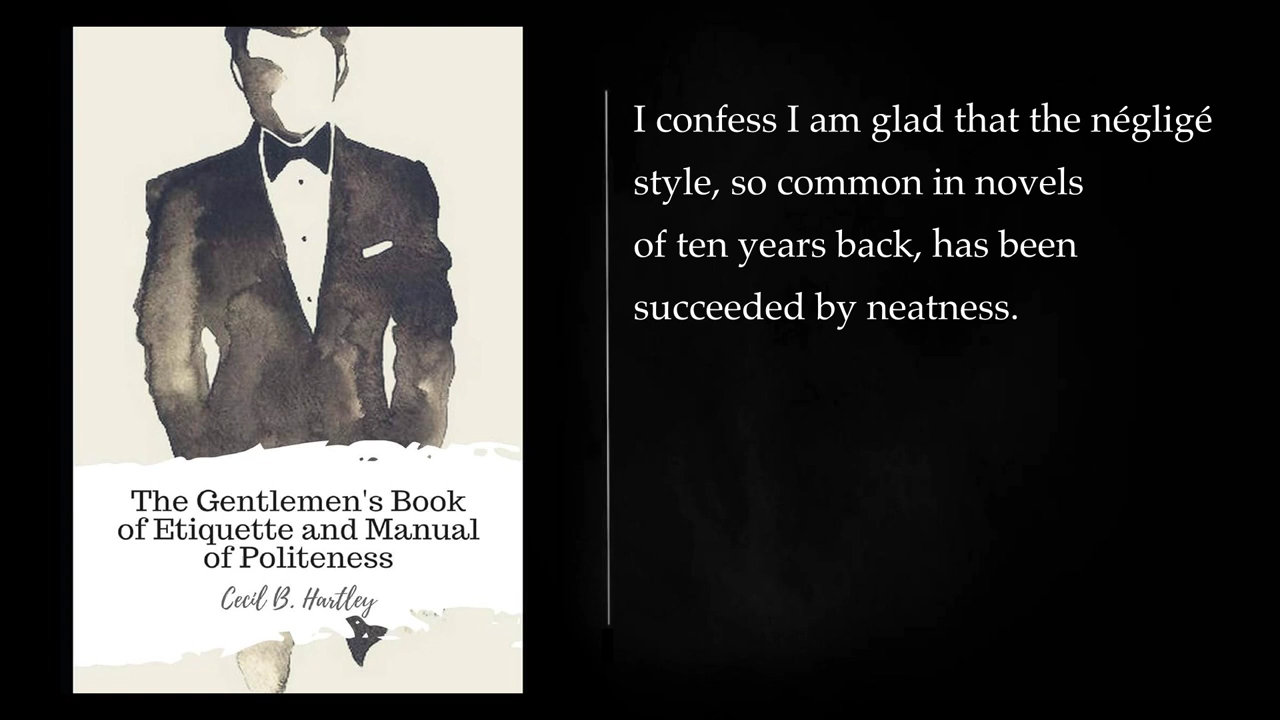 The Gentlemen's Book
of Etiquette and Manual
of Politeness
Cecil B. Hartley
I confess I am glad that the négligé
style, so common in novels
of ten years back, has been
succeeded by neatness.